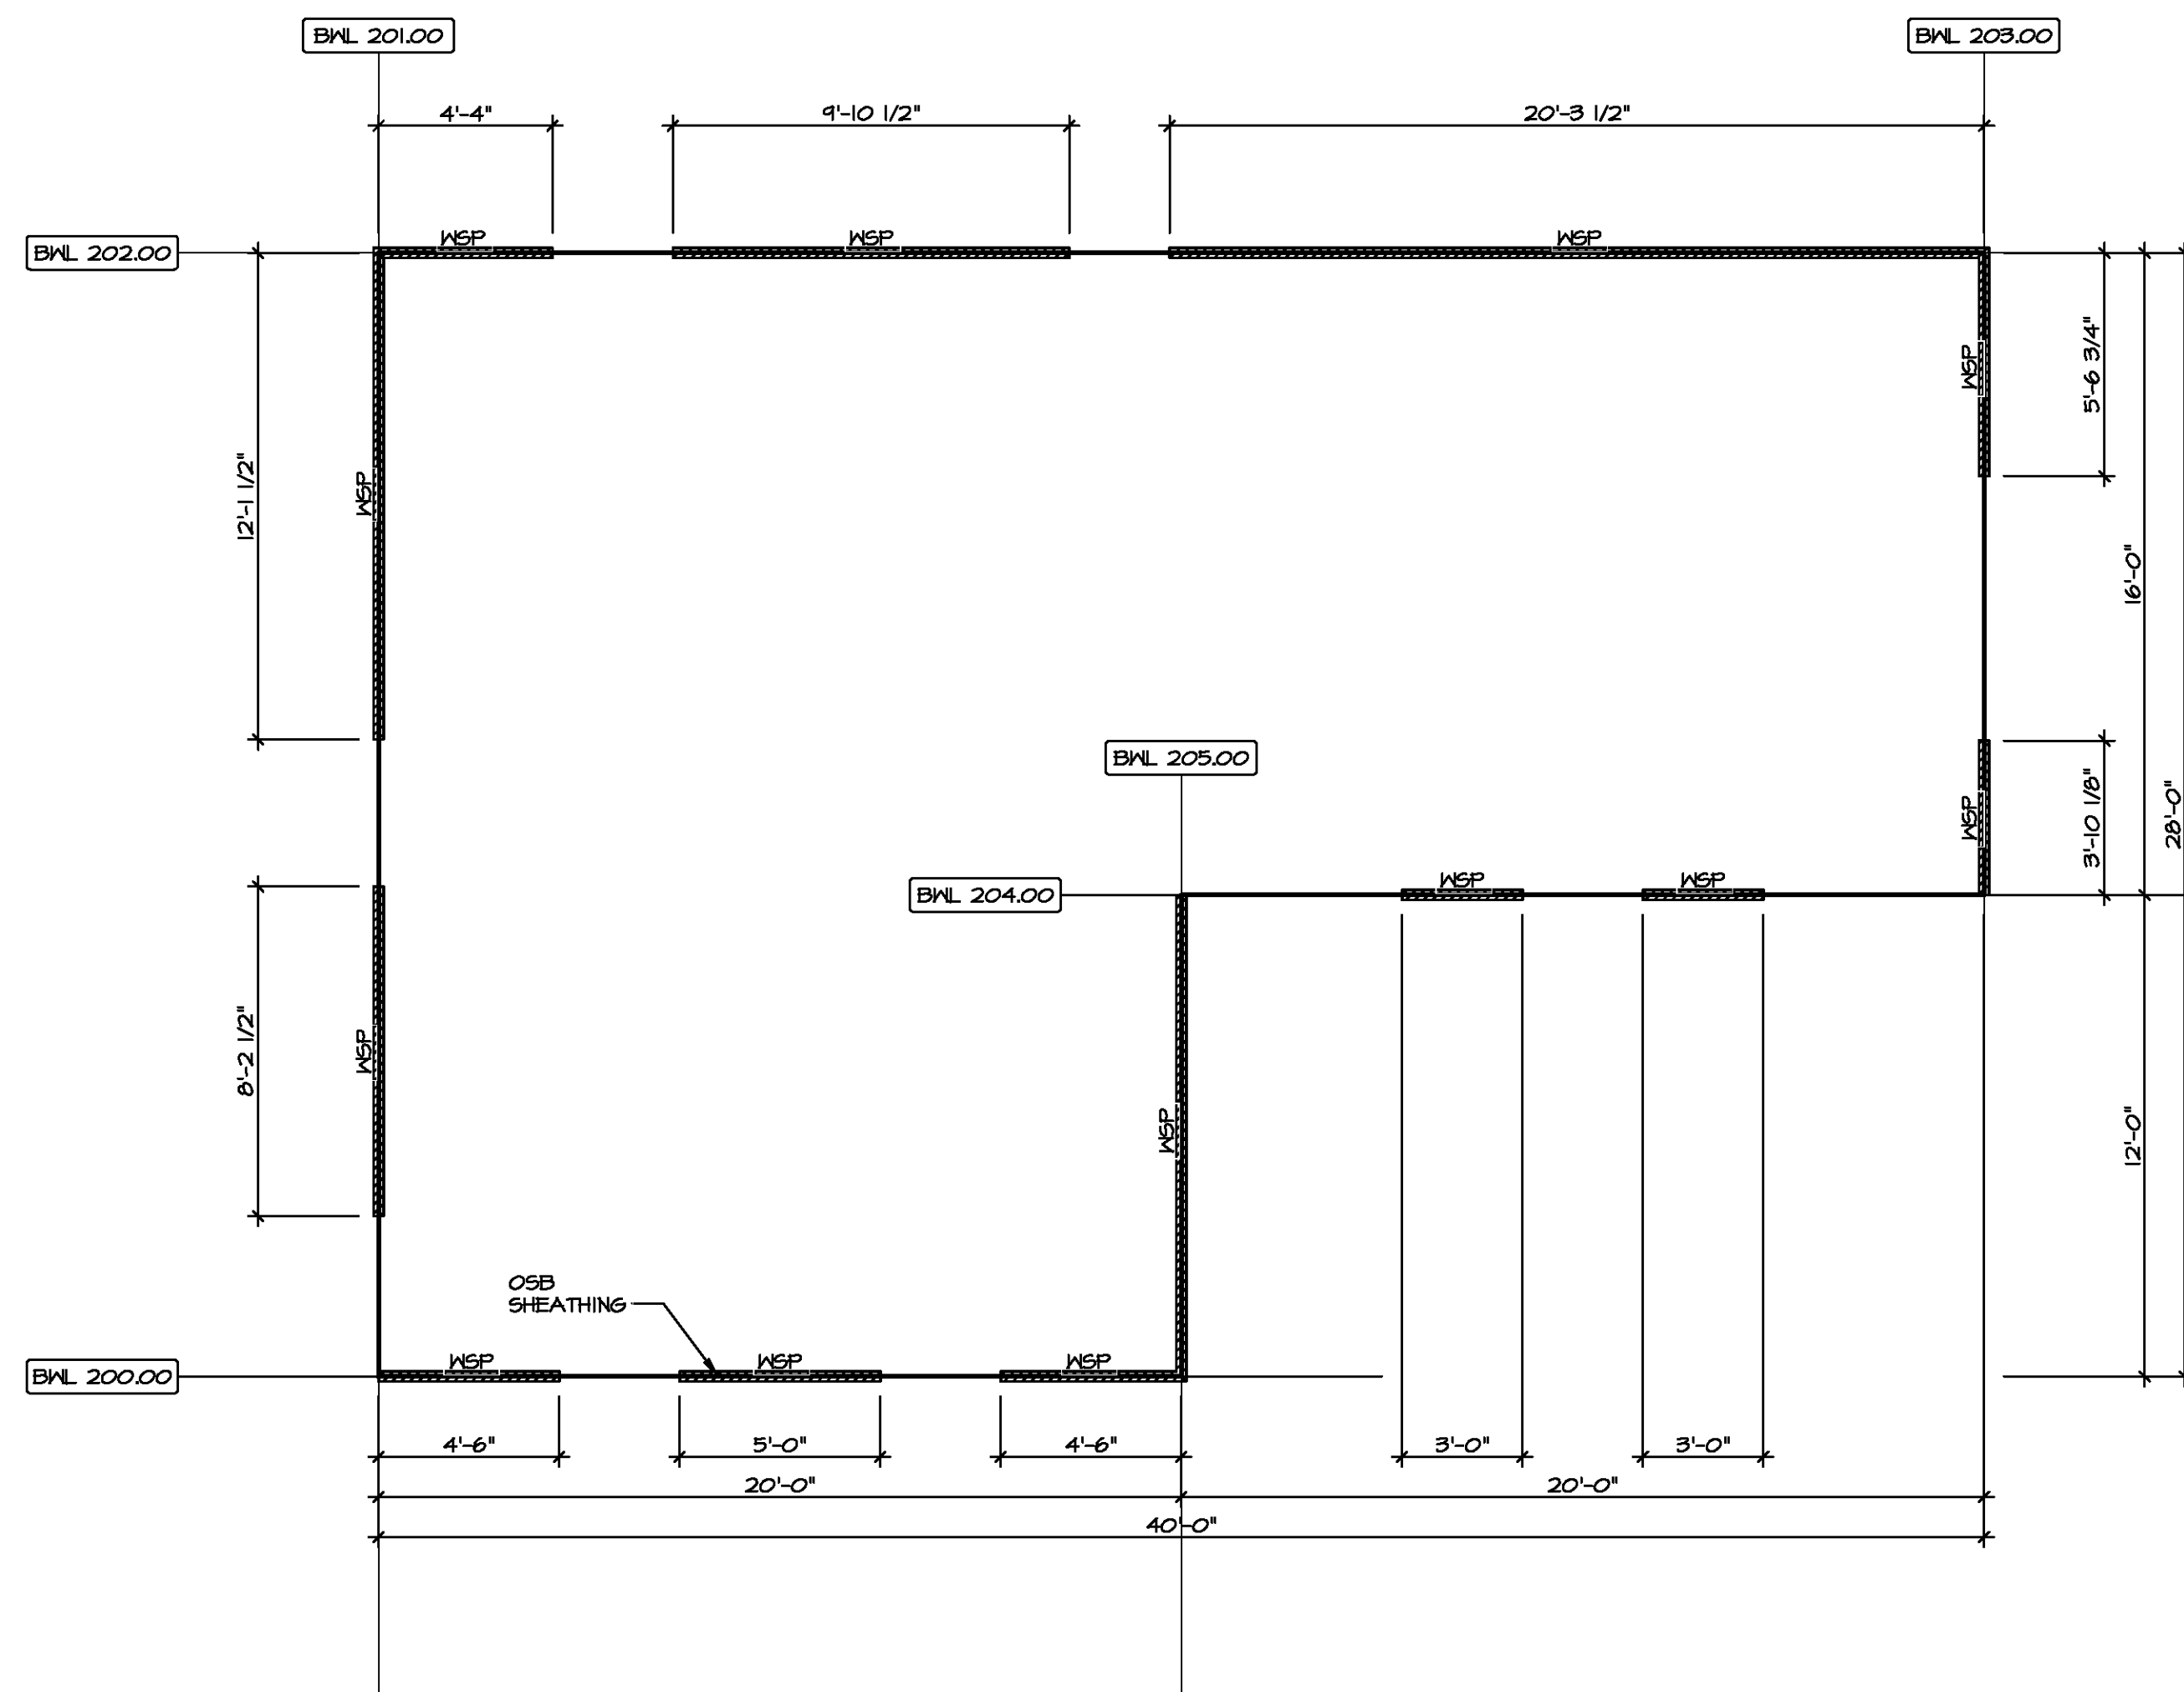 BWL 201.00
BWL 203.00
4'-4"
9'-10 1/2"
20'-3 1/2"
WSP
WSP
WSP
BWL 202.00
5'-6 3/4"
WSP
12'-1 1/2"
WSP
16'-0"
BWL 205.00
3'-10 1/8"
WSP
28'-0"
BWL 204.00
WSP
WSP
8'-2 1/2"
WSP
WSP
12'-0"
OSB
SHEATHING
WSP
WSP
WSP
BWL 200.00
4'-6"
5'-0"
4'-6"
3'-0"
3'-0"
20'-0"
20'-0"
40'-0"